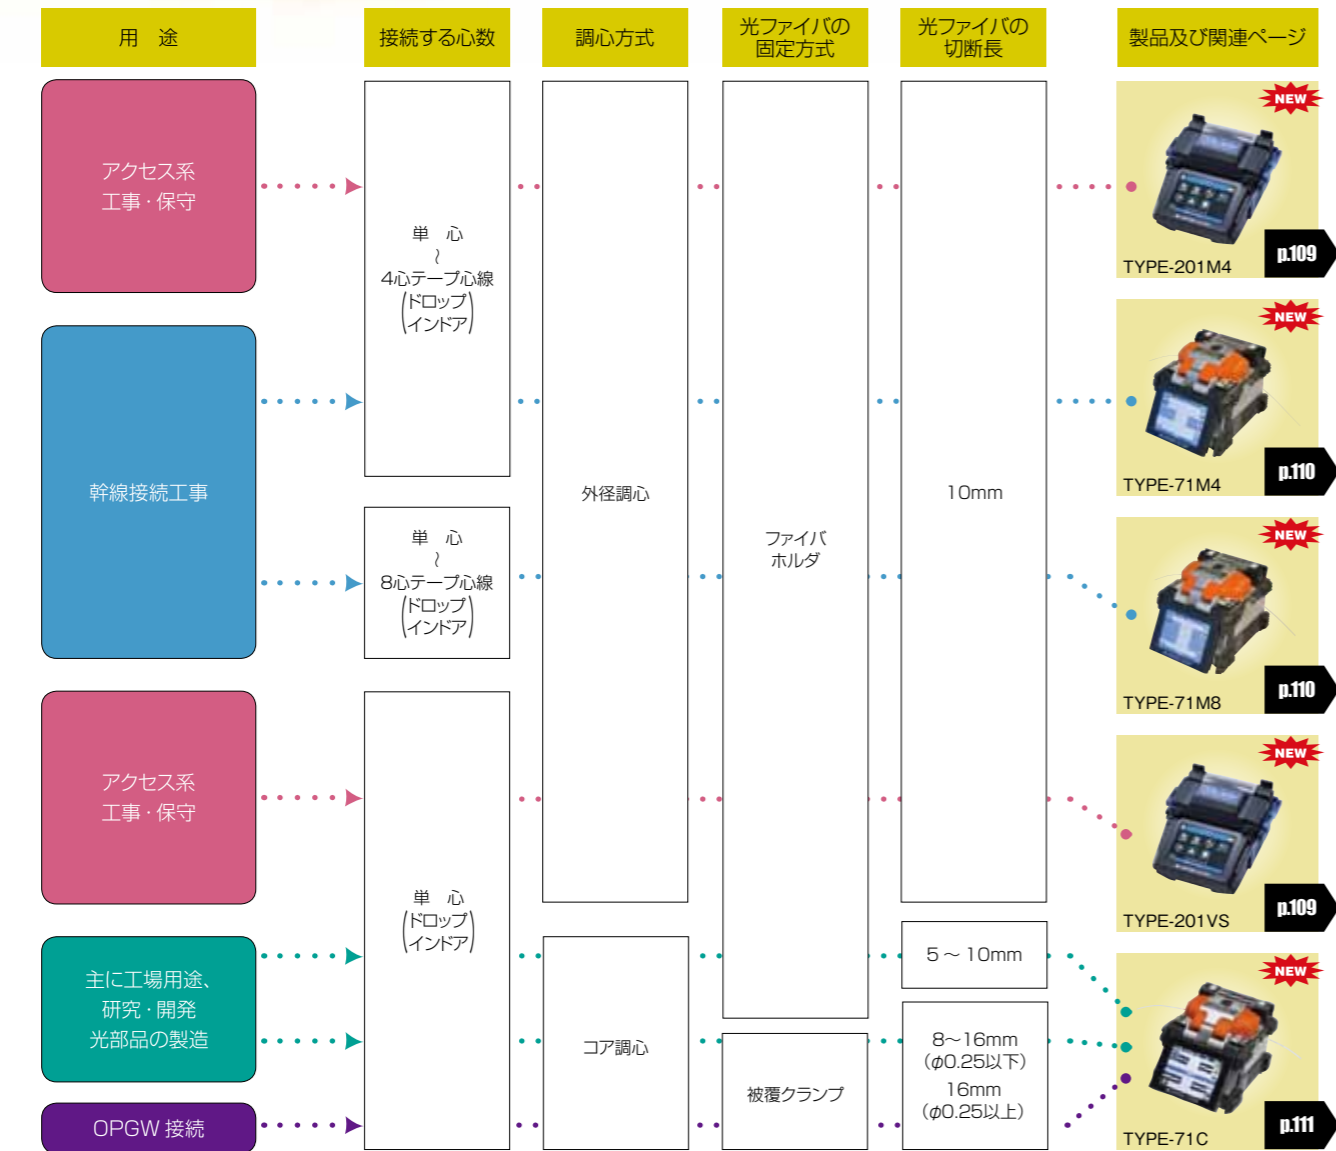 用　途
接続する心数
調心方式
光ファイバの
固定方式
光ファイバの
切断長
製品及び関連ページ
アクセス系
工事・保守
幹線接続工事
アクセス系
工事・保守
主に工場用途、
研究・開発
光部品の製造
OPGW 接続
単　心
~
4心テープ心線
(ドロップ
インドア)
単　心
~
8心テープ心線
(ドロップ
インドア)
単　心
(ドロップ
インドア)
外径調心
コア調心
ファイバ
ホルダ
被覆クランプ
10mm
5～10mm
8～16mm
(φ0.25以下)
16mm
(φ0.25以上)
NEW
TYPE-201M4
p.109
NEW
TYPE-71M4
p.110
NEW
TYPE-71M8
p.110
NEW
TYPE-201VS
p.109
NEW
TYPE-71C
p.111